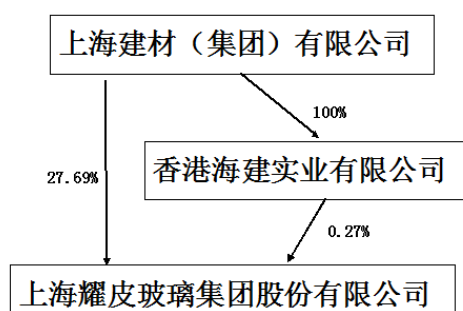 上海建材（集团）有限公司
100%
香港海建实业有限公司
27.69%
0.27%
上海耀皮玻璃集团股份有限公司